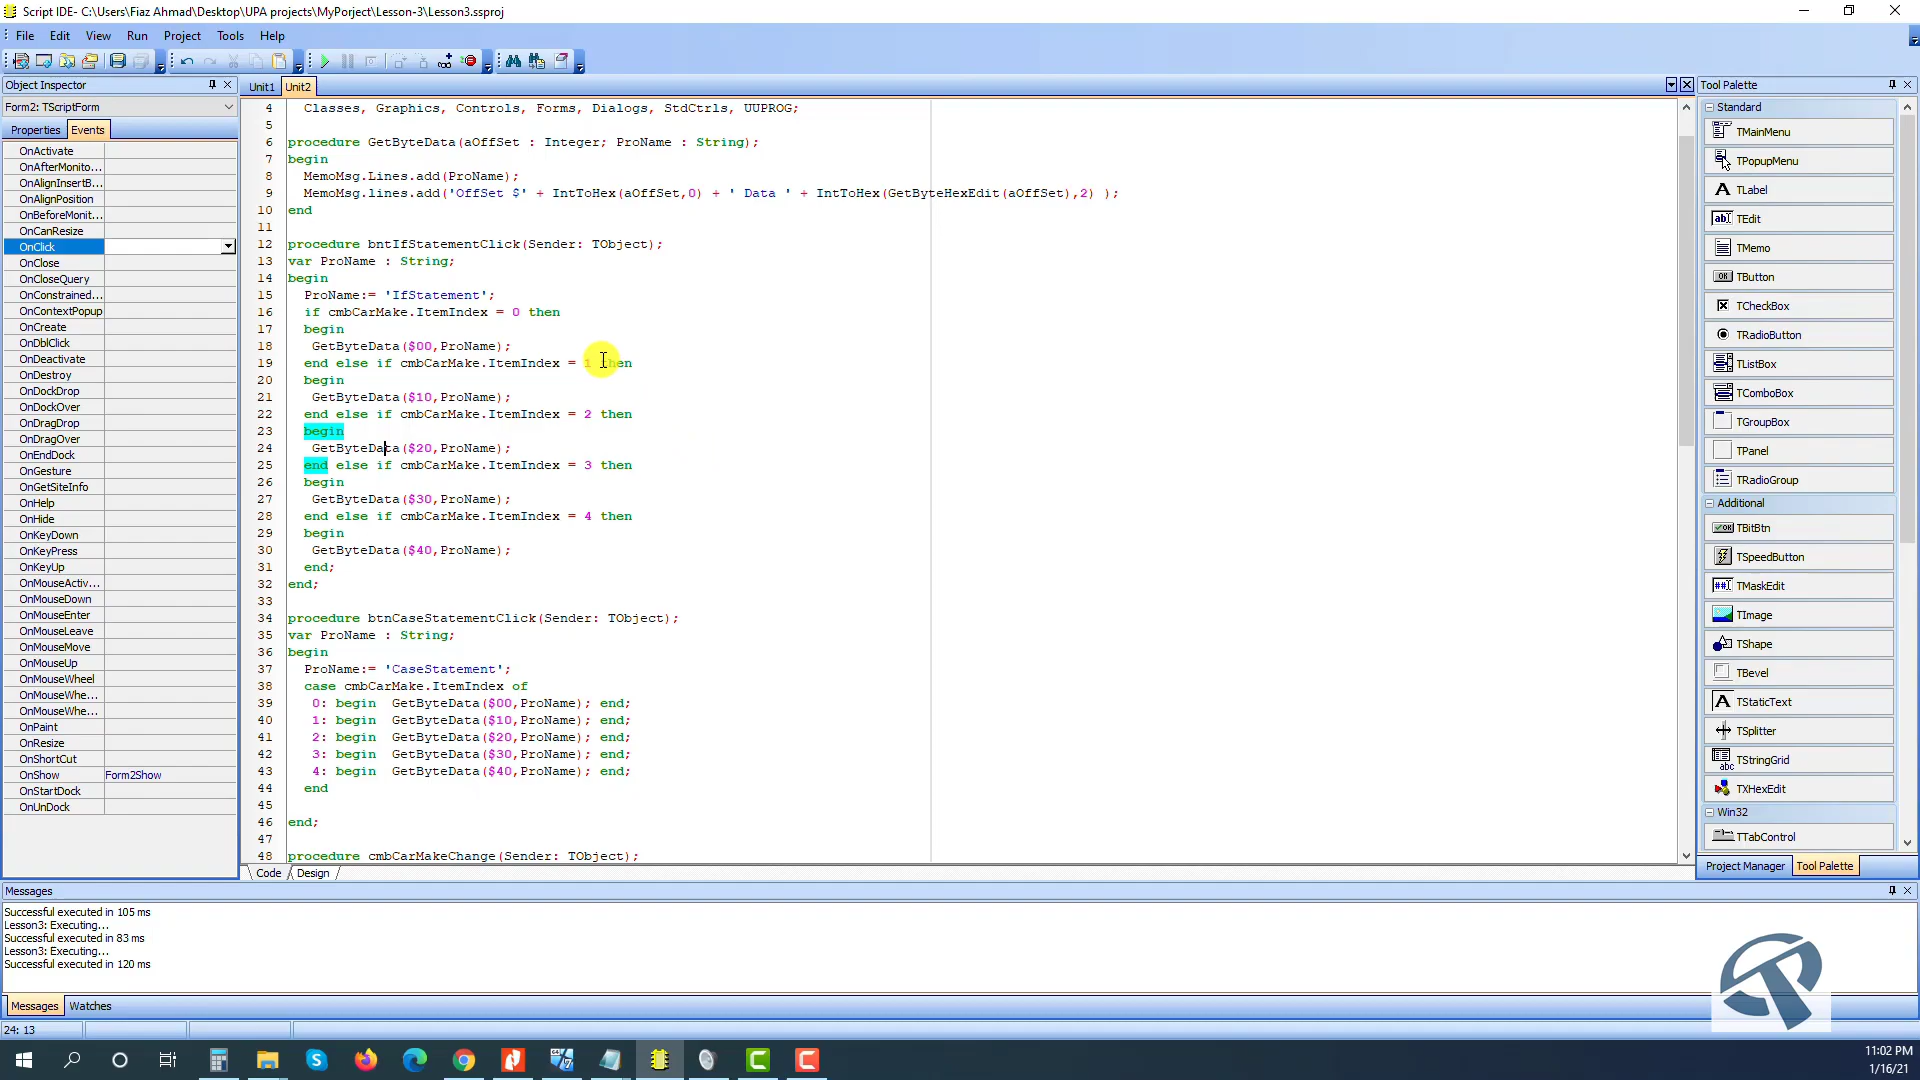 Script IDE- C:\Users\Fiaz Ahmad\Desktop\UPA projects\MyPorject\Lesson-3\Lesson3.ssproj
File Edit View Run Project Tools Help
Object Inspector
Form2: TScriptForm
Properties Events
OnActivate
OnAfterMonito...
OnAlignInsertB...
OnAlignPosition
OnBeforeMonit...
OnCanResize
OnClick
OnClose
OnCloseQuery
OnConstrained...
OnContextPopup
OnCreate
OnDblClick
OnDeactivate
OnDestroy
OnDockDrop
OnDockOver
OnDragDrop
OnDragOver
OnEndDock
OnGesture
OnGetSiteInfo
OnHelp
OnHide
OnKeyDown
OnKeyPress
OnKeyUp
OnMouseActiv...
OnMouseDown
OnMouseEnter
OnMouseLeave
OnMouseMove
OnMouseUp
OnMouseWheel
OnMouseWhe...
OnMouseWhe...
OnPaint
OnResize
OnShortCut
OnShow Form2Show
OnStartDock
OnUnDock
Unit1 Unit2
4 Classes, Graphics, Controls, Forms, Dialogs, StdCtrls, UUPROG;
5
6 procedure GetByteData(aOffSet : Integer; ProName : String);
7 begin
8 MemoMsg.Lines.add(ProName);
9 MemoMsg.lines.add('OffSet $' + IntToHex(aOffSet,0) + ' Data ' + IntToHex(GetByteHexEdit(aOffSet),2) );
10 end
11
12 procedure bntIfStatementClick(Sender: TObject);
13 var ProName : String;
14 begin
15 ProName:= 'IfStatement';
16 if cmbCarMake.ItemIndex = 0 then
17 begin
18 GetByteData($00,ProName);
19 end else if cmbCarMake.ItemIndex = 1 then
20 begin
21 GetByteData($10,ProName);
22 end else if cmbCarMake.ItemIndex = 2 then
23 begin
24 GetByteData($20,ProName);
25 end else if cmbCarMake.ItemIndex = 3 then
26 begin
27 GetByteData($30,ProName);
28 end else if cmbCarMake.ItemIndex = 4 then
29 begin
30 GetByteData($40,ProName);
31 end;
32 end;
33
34 procedure btnCaseStatementClick(Sender: TObject);
35 var ProName : String;
36 begin
37 ProName:= 'CaseStatement';
38 case cmbCarMake.ItemIndex of
39 0: begin GetByteData($00,ProName); end;
40 1: begin GetByteData($10,ProName); end;
41 2: begin GetByteData($20,ProName); end;
42 3: begin GetByteData($30,ProName); end;
43 4: begin GetByteData($40,ProName); end;
44 end
45
46 end;
47
48 procedure cmbCarMakeChange(Sender: TObject);
Code Design
Tool Palette
Standard
TMainMenu
TPopupMenu
TLabel
TEdit
TMemo
TButton
TCheckBox
TRadioButton
TListBox
TComboBox
TGroupBox
TPanel
TRadioGroup
Additional
TBitBtn
TSpeedButton
TMaskEdit
TImage
TShape
TBevel
TStaticText
TSplitter
TStringGrid
TXHexEdit
Win32
TTabControl
Project Manager Tool Palette
Messages
Successful executed in 105 ms
Lesson3: Executing...
Successful executed in 83 ms
Lesson3: Executing...
Successful executed in 120 ms
Messages Watches
24: 13
11:02 PM
1/16/21